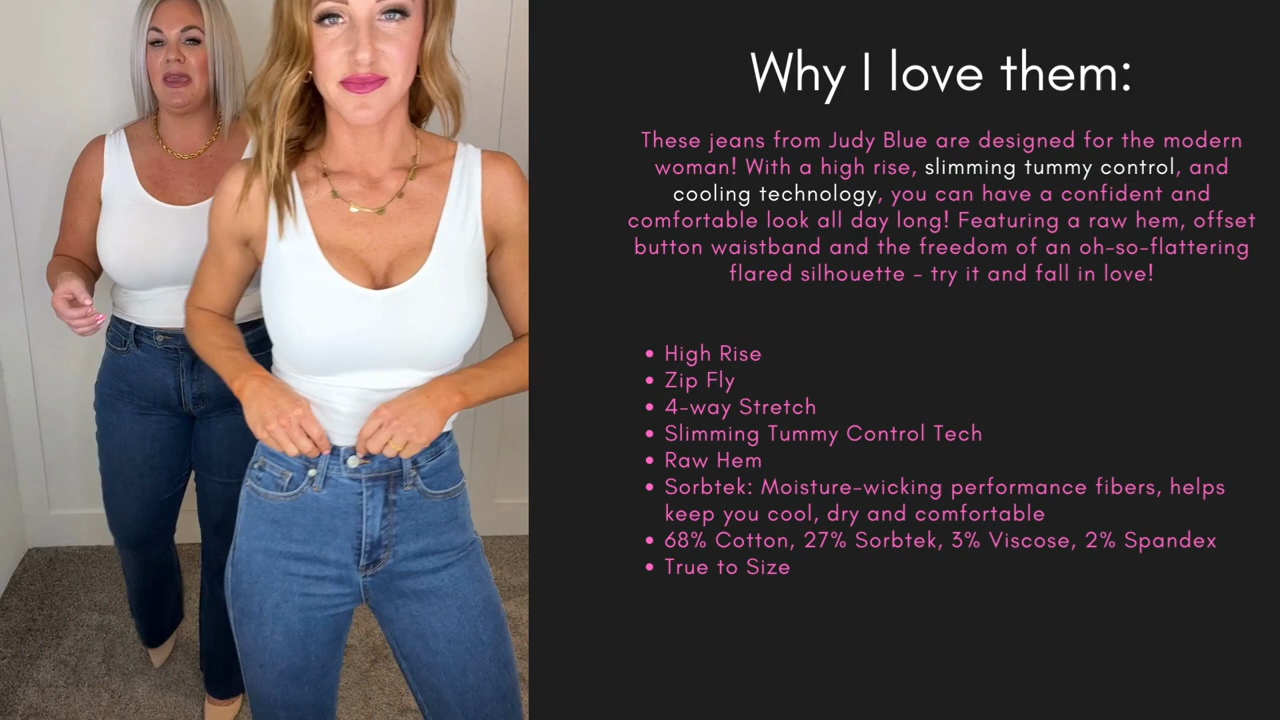 Why I love them:
These jeans from Judy Blue are designed for the modern
woman! With a high rise, slimming tummy control, and
cooling technology, you can have a confident and
comfortable look all day long! Featuring a raw hem, offset
button waistband and the freedom of an oh-so-flattering
flared silhouette - try it and fall in love!
• High Rise
• Zip Fly
• 4-way Stretch
• Slimming Tummy Control Tech
• Raw Hem
• Sorbtek: Moisture-wicking performance fibers, helps
keep you cool, dry and comfortable
• 68% Cotton, 27% Sorbtek, 3% Viscose, 2% Spandex
• True to Size